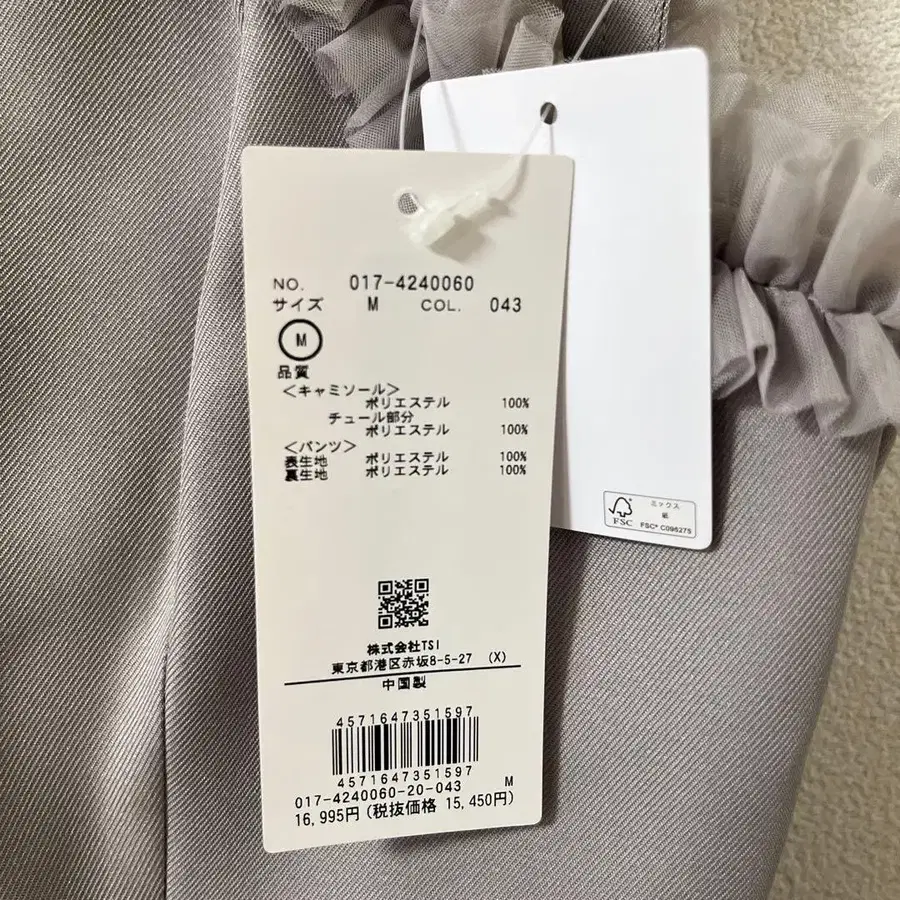 NO. 017-4240060
サイズ M COL. 043
M
品質
＜キャミソール＞
ポリエステル 100%
チュール部分
ポリエステル 100%
＜パンツ＞
表生地 ポリエステル 100%
裏生地 ポリエステル 100%
株式会社TSI
東京都港区赤坂8-5-27 (X)
中国製
4571647351597
4571647351597
M
017-4240060-20-043
16,995円(税抜価格 15,450円)
ミックス
紙
FSC
FSC® C096275